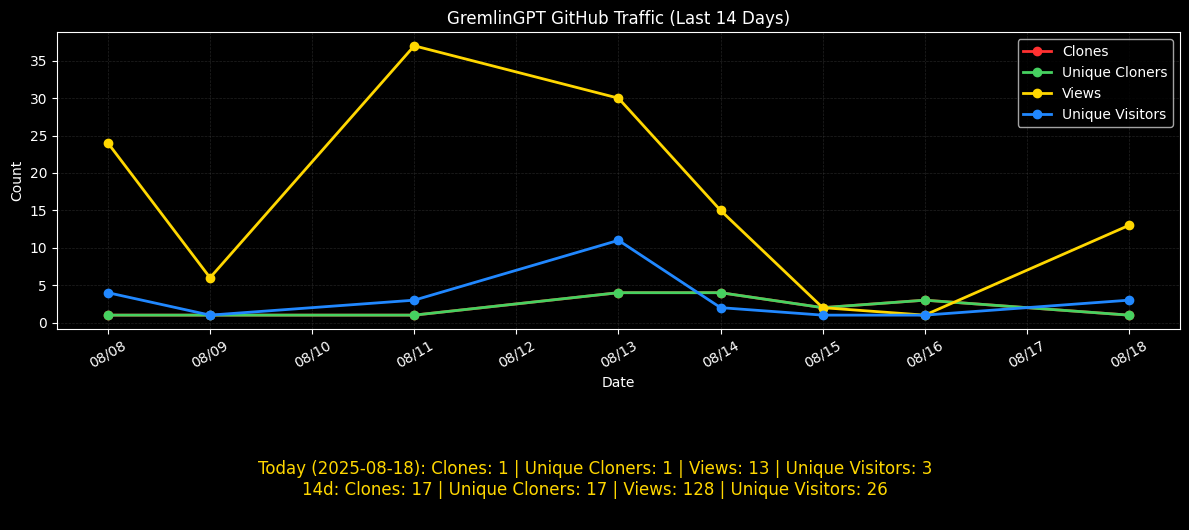 GremlinGPT GitHub Traffic (Last 14 Days)
Clones
Unique Cloners
Views
Unique Visitors
Count
35
30
25
20
15
10
5
0
08/08 08/09 08/10 08/11 08/12 08/13 08/14 08/15 08/16 08/17 08/18
Date
Today (2025-08-18): Clones: 1 | Unique Cloners: 1 | Views: 13 | Unique Visitors: 3
14d: Clones: 17 | Unique Cloners: 17 | Views: 128 | Unique Visitors: 26